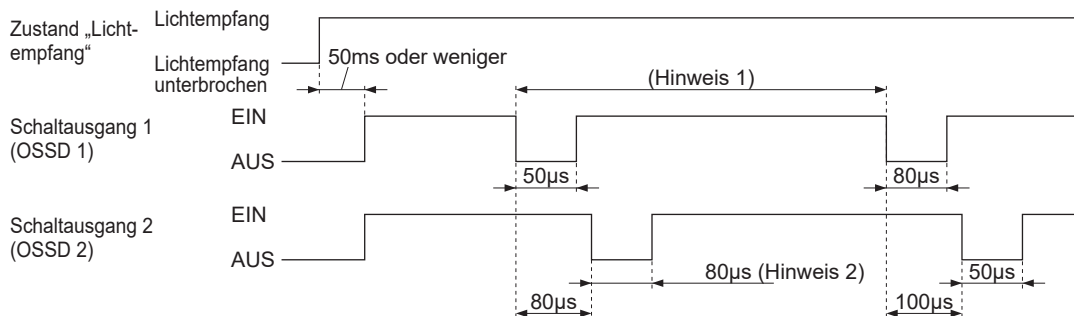 Zustand „Licht-
empfang“
Lichtempfang
Lichtempfang
unterbrochen
50ms oder weniger
(Hinweis 1)
Schaltausgang 1
(OSSD 1)
EIN
AUS
50µs
80µs
Schaltausgang 2
(OSSD 2)
EIN
AUS
80µs (Hinweis 2)
50µs
80µs
100µs